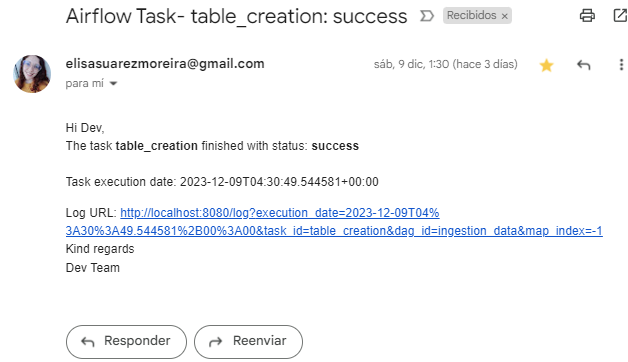 Airflow Task- table_creation: success Recibidos ×
elisasuarezmoreira@gmail.com sáb, 9 dic, 1:30 (hace 3 días)
para mí
Hi Dev,
The task table_creation finished with status: success
Task execution date: 2023-12-09T04:30:49.544581+00:00
Log URL: http://localhost:8080/log?execution_date=2023-12-09T04%
3A30%3A49.544581%2B00%3A00&task_id=table_creation&dag_id=ingestion_data&map_index=-1
Kind regards
Dev Team
Responder Reenviar